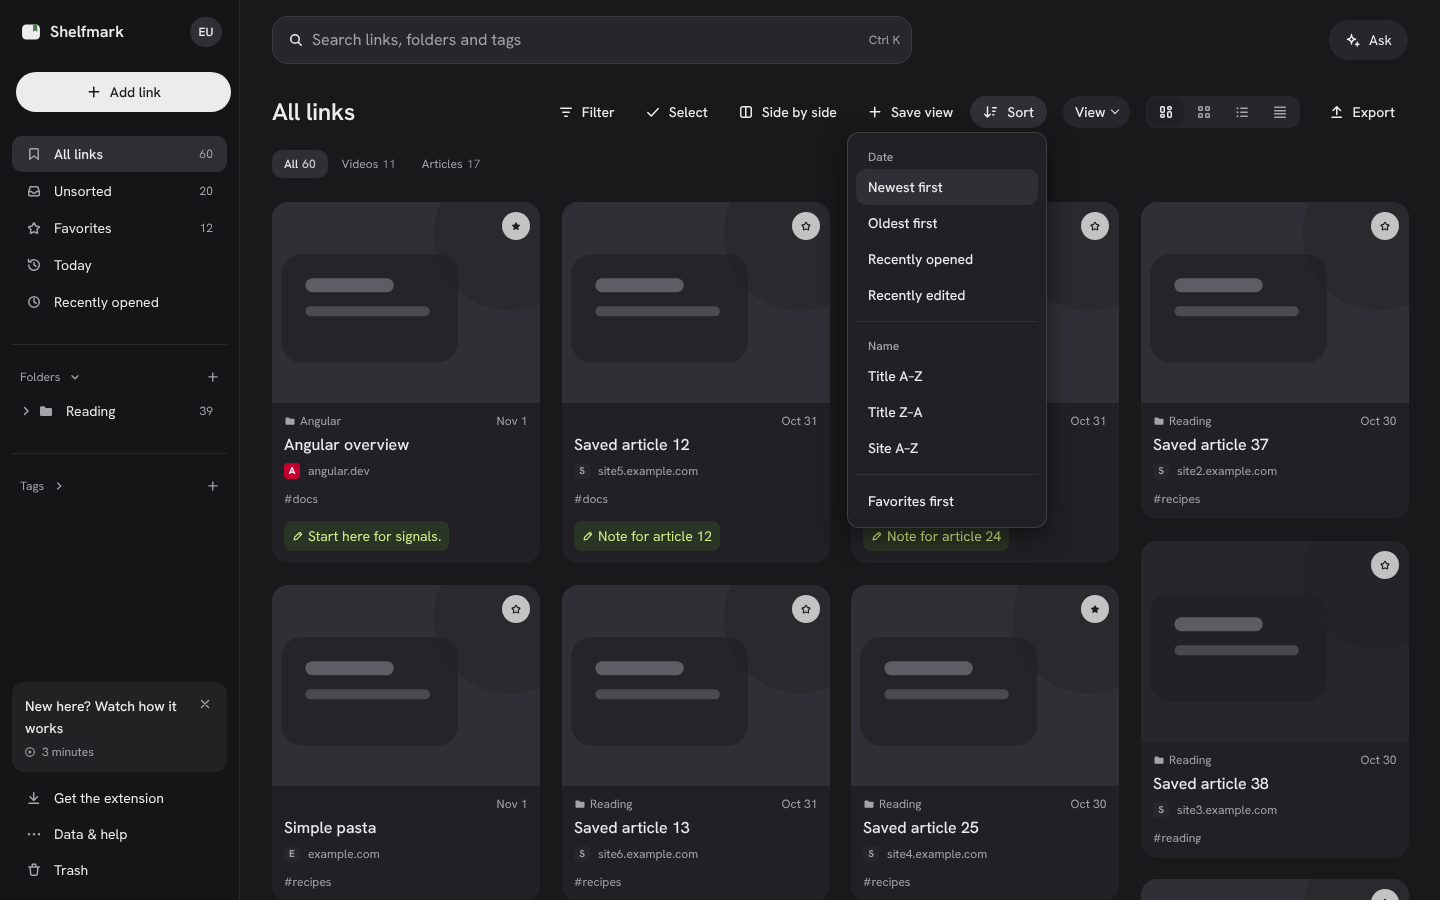 Shelfmark
EU
Add link
All links 60
Unsorted 20
Favorites 12
Today
Recently opened
Folders
Reading 39
Tags
New here? Watch how it
works
3 minutes
Get the extension
Data & help
Trash
Search links, folders and tags Ctrl K
Ask
All links
Filter
Select
Side by side
Save view
Sort
View
Export
All 60
Videos 11
Articles 17
Date
Newest first
Oldest first
Recently opened
Recently edited
Name
Title A–Z
Title Z–A
Site A–Z
Favorites first
Angular Nov 1
Angular overview
A angular.dev
#docs
Start here for signals.
Oct 31
Saved article 12
S site5.example.com
#docs
Note for article 12
Oct 31
Note for article 24
Reading Oct 30
Saved article 37
S site2.example.com
#recipes
Nov 1
Simple pasta
E example.com
#recipes
Reading Oct 31
Saved article 13
S site6.example.com
#recipes
Reading Oct 30
Saved article 25
S site4.example.com
#recipes
Reading Oct 30
Saved article 38
S site3.example.com
#reading